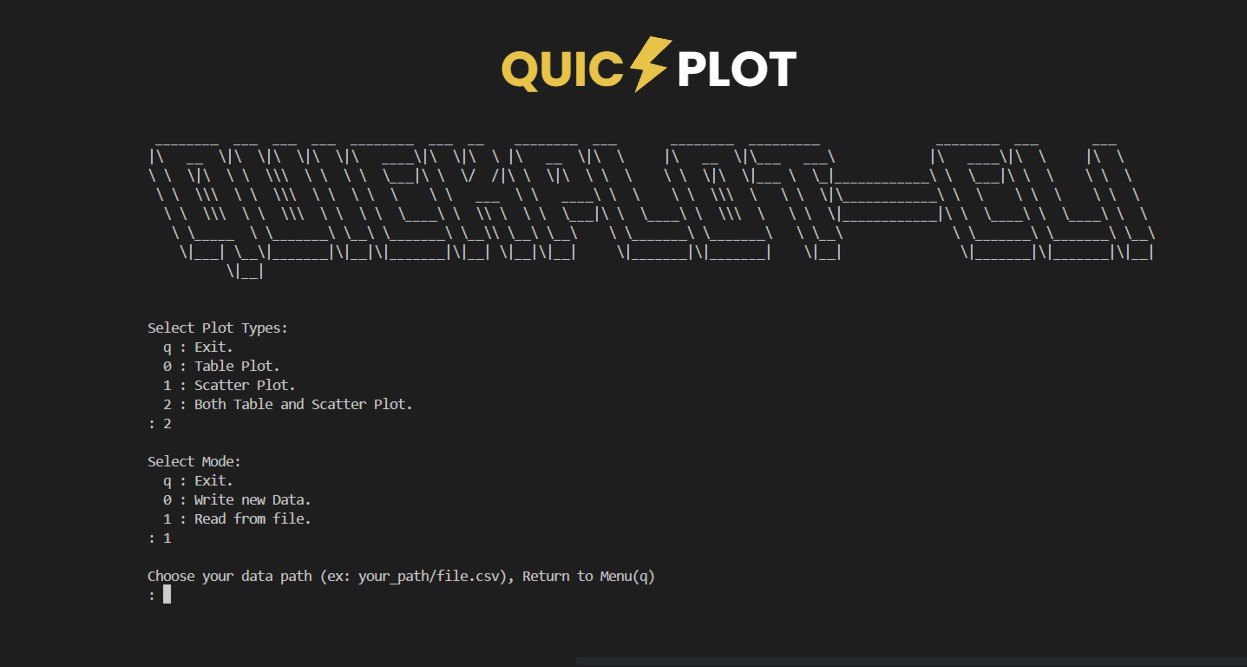 QUIC PLOT
QUICKPLOT-CLI
Select Plot Types:
q : Exit.
0 : Table Plot.
1 : Scatter Plot.
2 : Both Table and Scatter Plot.
: 2
Select Mode:
q : Exit.
0 : Write new Data.
1 : Read from file.
: 1
Choose your data path (ex: your_path/file.csv), Return to Menu(q)
: